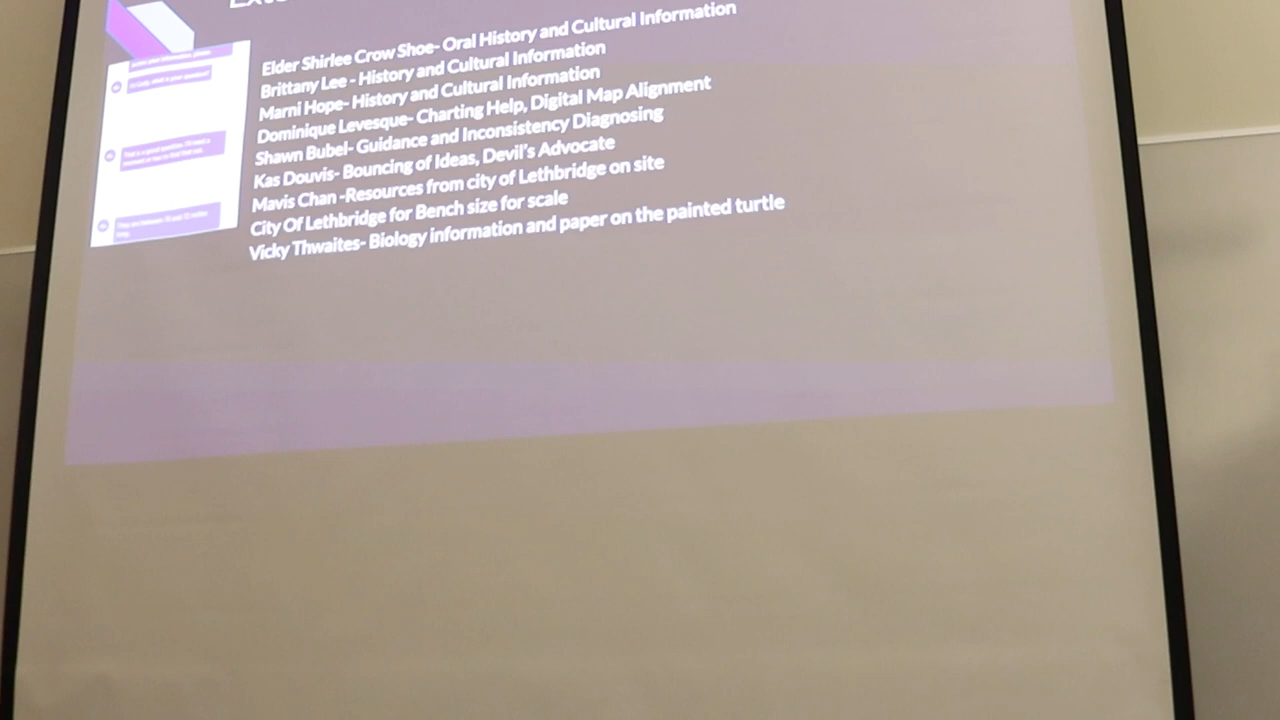 Elder Shirlee Crow Shoe- Oral History and Cultural Information
Brittany Lee - History and Cultural Information
Marni Hope- History and Cultural Information
Dominique Levesque- Charting Help, Digital Map Alignment
Shawn Bubel- Guidance and Inconsistency Diagnosing
Kas Douvis- Bouncing of Ideas, Devil's Advocate
Mavis Chan -Resources from city of Lethbridge on site
City Of Lethbridge for Bench size for scale
Vicky Thwaites- Biology information and paper on the painted turtle